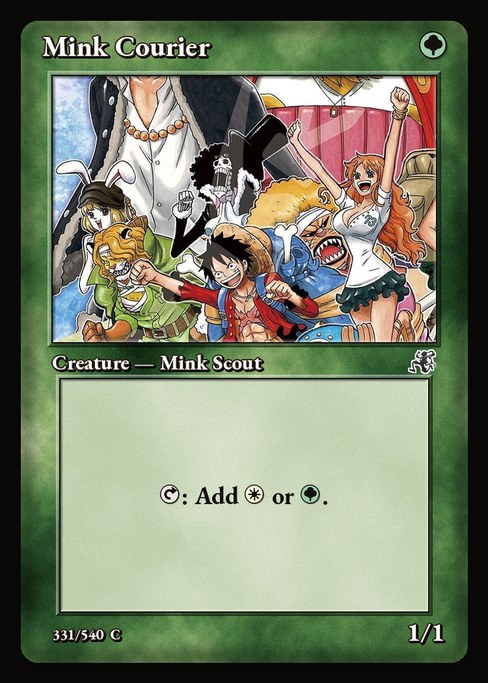 Mink Courier
Creature — Mink Scout
: Add or .
331/540 C
1/1